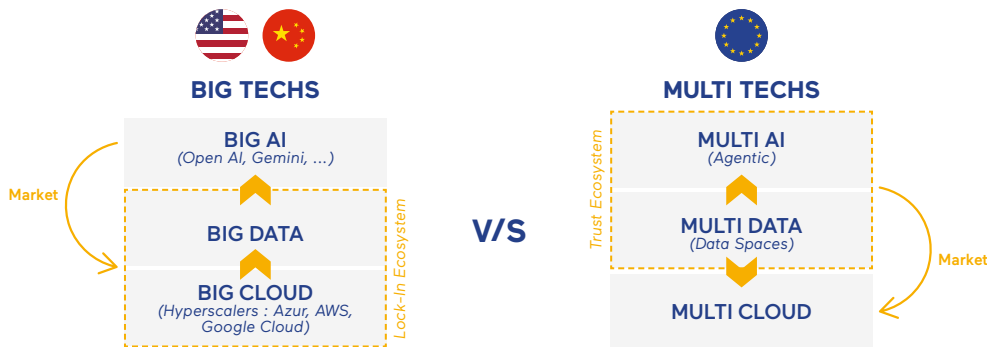 BIG TECHS
BIG AI
(Open AI, Gemini, ...)
Market
BIG DATA
BIG CLOUD
(Hyperscalers : Azur, AWS,
Google Cloud)
Lock-In Ecosystem
V/S
MULTI TECHS
Trust Ecosystem
MULTI AI
(Agentic)
MULTI DATA
(Data Spaces)
Market
MULTI CLOUD